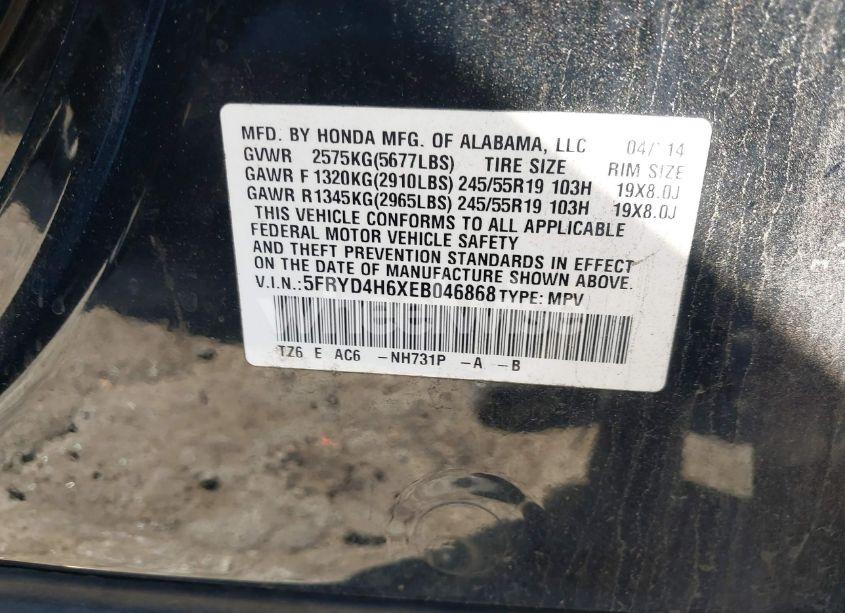 MFD. BY HONDA MFG. OF ALABAMA, LLC 04/ 14
GVWR 2575KG(5677LBS) TIRE SIZE RIM SIZE
GAWR F 1320KG(2910LBS) 245/55R19 103H 19X8.0J
GAWR R1345KG(2965LBS) 245/55R19 103H 19X8.0J
THIS VEHICLE CONFORMS TO ALL APPLICABLE
FEDERAL MOTOR VEHICLE SAFETY
AND THEFT PREVENTION STANDARDS IN EFFECT
ON THE DATE OF MANUFACTURE SHOWN ABOVE.
V.I.N.:5FRYD4H6XEB046868 TYPE: MPV
TZ6 E AC6 -NH731P -A -B